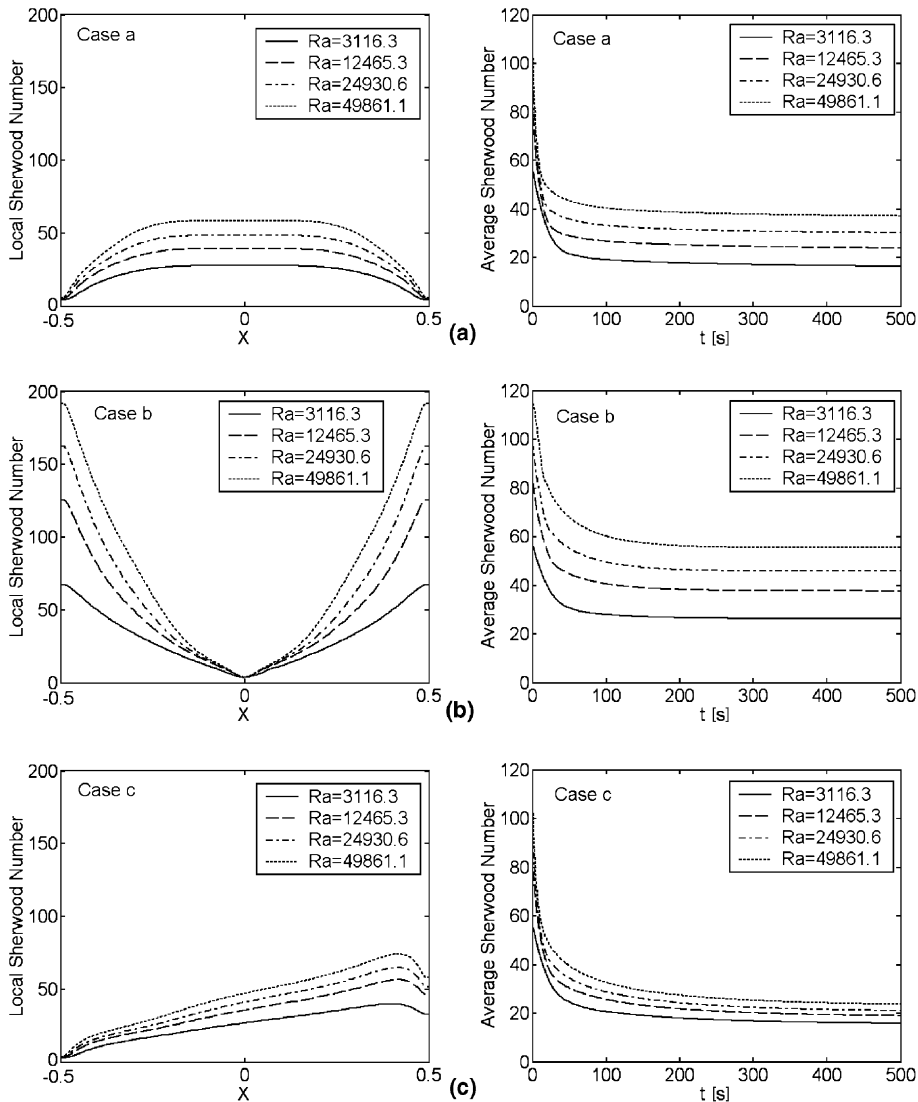 200
150
100
50
0
Local Sherwood Number
Case a
Ra=3116.3
Ra=12465.3
Ra=24930.6
Ra=49861.1
-0.5
0
0.5
X
120
100
80
60
40
20
0
Average Sherwood Number
Case a
Ra=3116.3
Ra=12465.3
Ra=24930.6
Ra=49861.1
0
100
200
300
400
500
t [s]
(a)
200
150
100
50
0
Local Sherwood Number
Case b
Ra=3116.3
Ra=12465.3
Ra=24930.6
Ra=49861.1
-0.5
0
0.5
X
120
100
80
60
40
20
0
Average Sherwood Number
Case b
Ra=3116.3
Ra=12465.3
Ra=24930.6
Ra=49861.1
0
100
200
300
400
500
t [s]
(b)
200
150
100
50
0
Local Sherwood Number
Case c
Ra=3116.3
Ra=12465.3
Ra=24930.6
Ra=49861.1
-0.5
0
0.5
X
120
100
80
60
40
20
0
Average Sherwood Number
Case c
Ra=3116.3
Ra=12465.3
Ra=24930.6
Ra=49861.1
0
100
200
300
400
500
t [s]
(c)